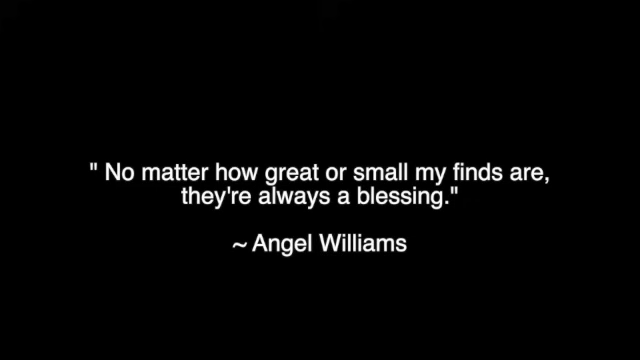 " No matter how great or small my finds are,
they're always a blessing."
~ Angel Williams